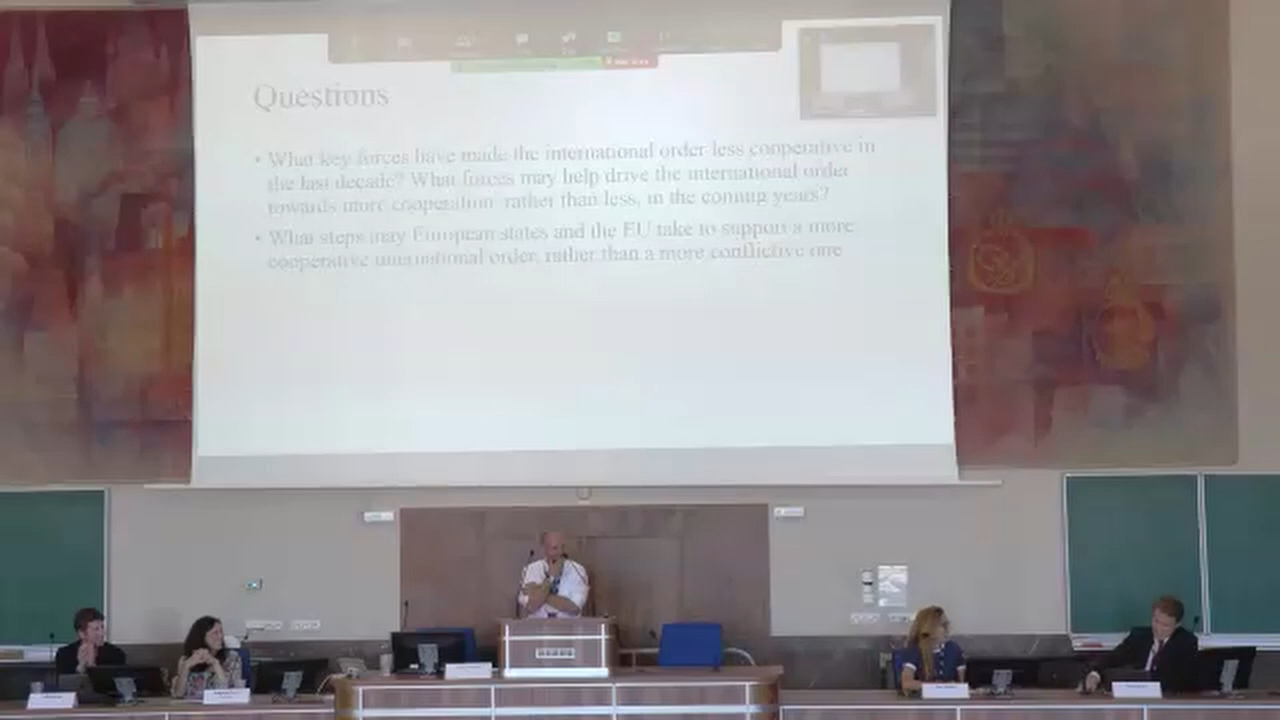 Questions
• What key forces have made the international order less cooperative in
the last decade? What forces may help drive the international order
towards more cooperation, rather than less, in the coming years?
• What steps may European states and the EU take to support a more
cooperative international order, rather than a more conflictive one